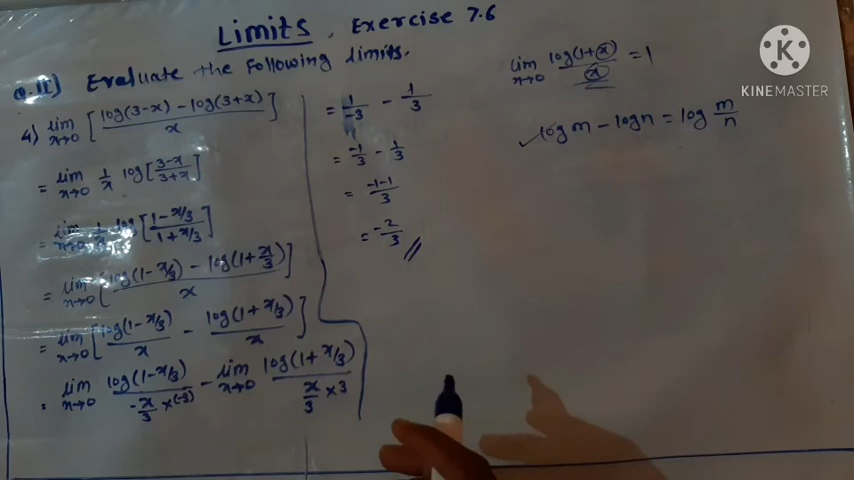 Limits, Exercise 7.6
Q.II) Evaluate the following limits.
4) lim x→0 [log(3-x) - log(3+x) / x]
= lim x→0 1/x log[3-x / 3+x]
= lim x→0 1/x log[1-x/3 / 1+x/3]
= lim x→0 [log(1-x/3) - log(1+x/3) / x]
= lim x→0 [log(1-x/3) / x - log(1+x/3) / x]
= lim x→0 log(1-x/3) / -x/3 ×(-3) - lim x→0 log(1+x/3) / x/3 ×3
= 1/-3 - 1/3
= -1/3 - 1/3
= -1-1/3
= -2/3 //
lim x→0 log(1+x) / x = 1
✓ log m - log n = log m/n
K
KINEMASTER